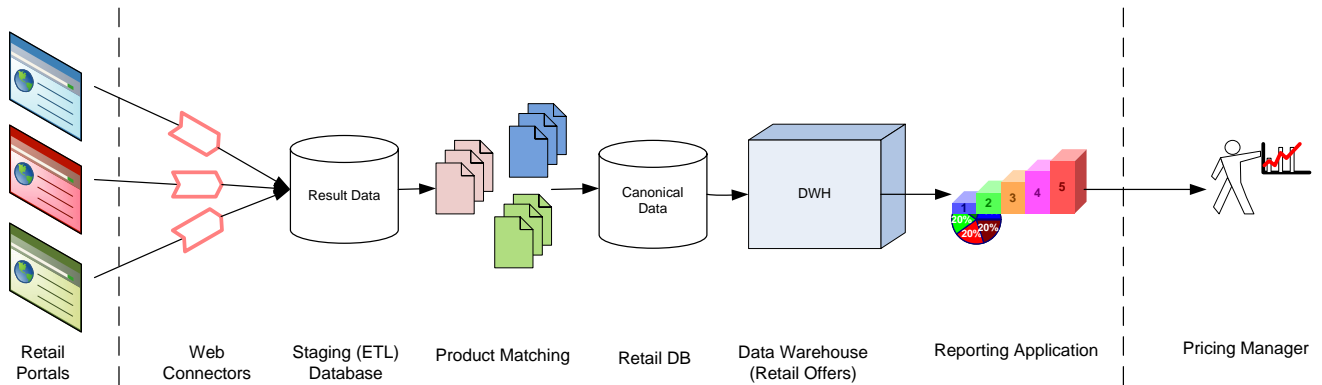 Result Data
Canonical
Data
DWH
1
2
3
4
5
20%
20%
20%
Retail
Portals
Web
Connectors
Staging (ETL)
Database
Product Matching
Retail DB
Data Warehouse
(Retail Offers)
Reporting Application
Pricing Manager